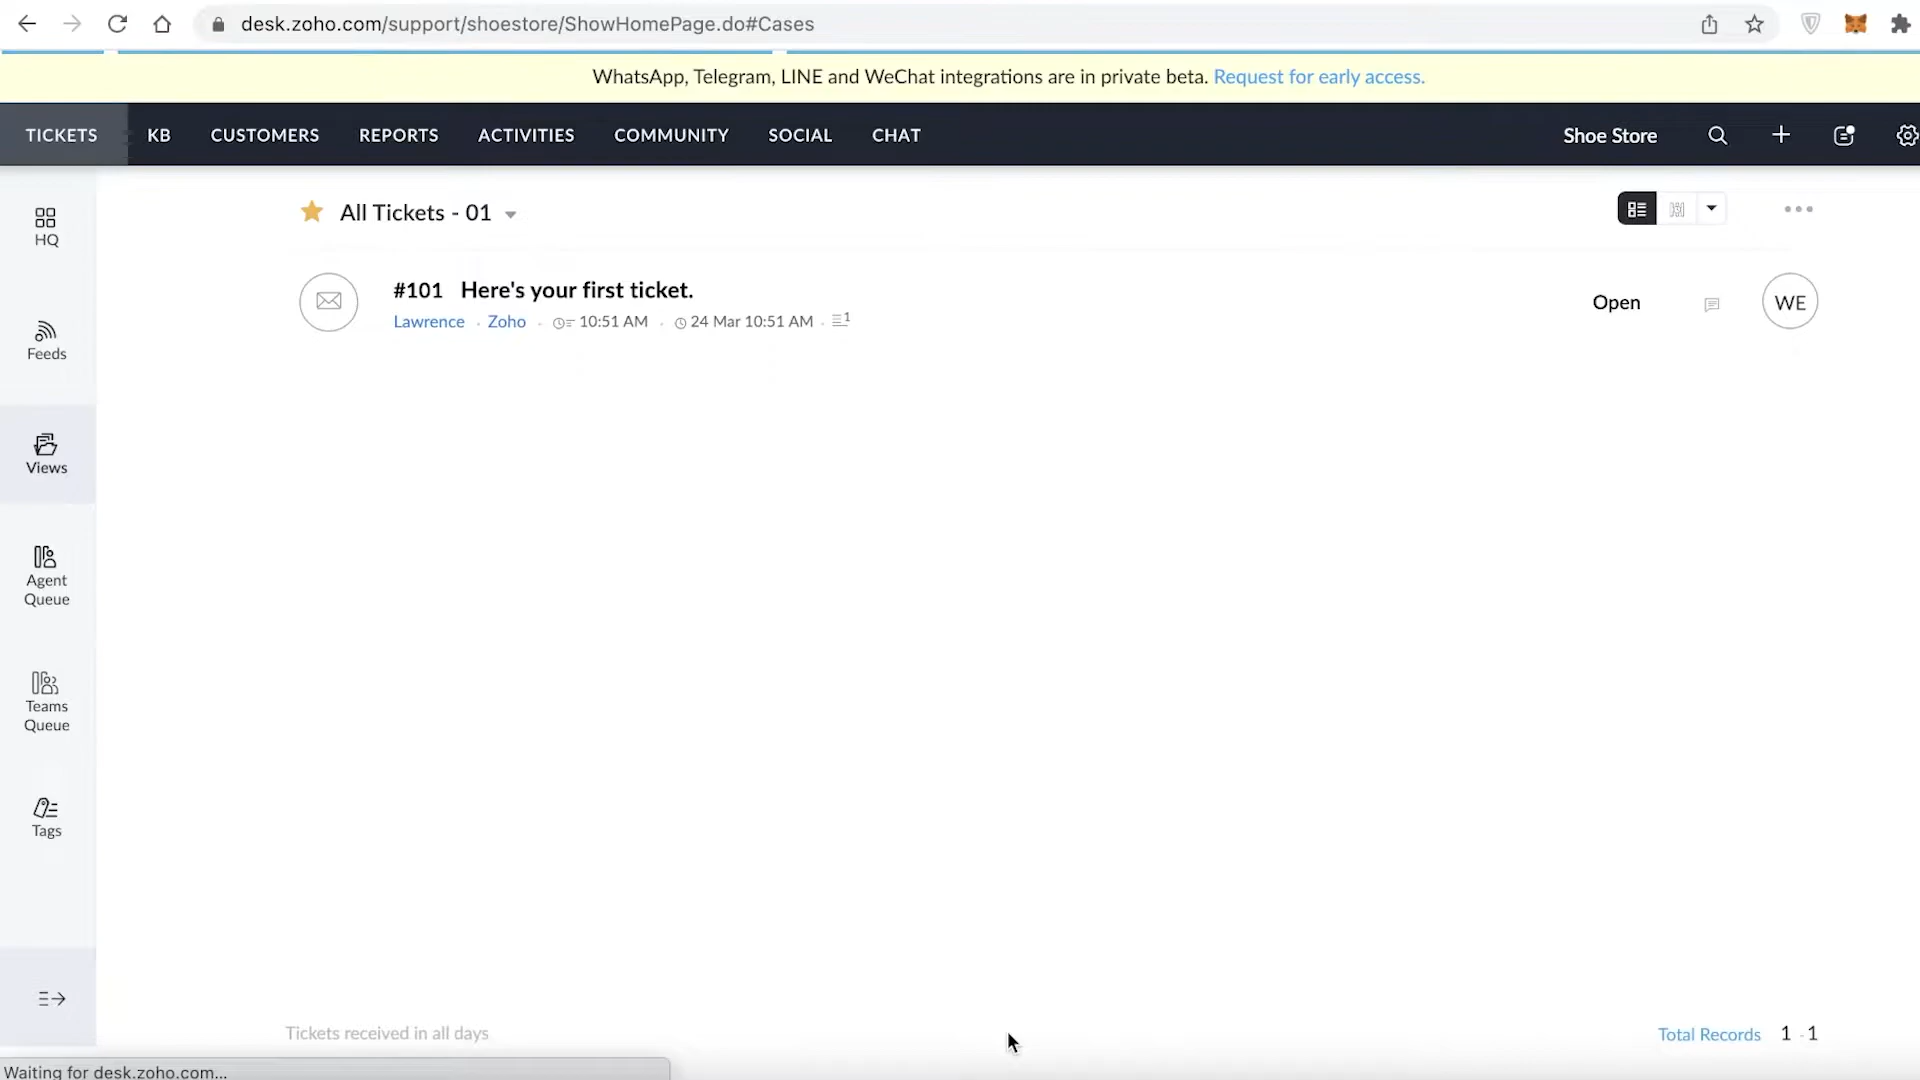 desk.zoho.com/support/shoestore/ShowHomePage.do#Cases
WhatsApp, Telegram, LINE and WeChat integrations are in private beta. Request for early access.
TICKETS KB CUSTOMERS REPORTS ACTIVITIES COMMUNITY SOCIAL CHAT Shoe Store
HQ
Feeds
Views
Agent
Queue
Teams
Queue
Tags
All Tickets - 01
#101 Here's your first ticket.
Lawrence · Zoho · 10:51 AM · 24 Mar 10:51 AM · 1
Open
WE
Tickets received in all days
Total Records 1 - 1
Waiting for desk.zoho.com...